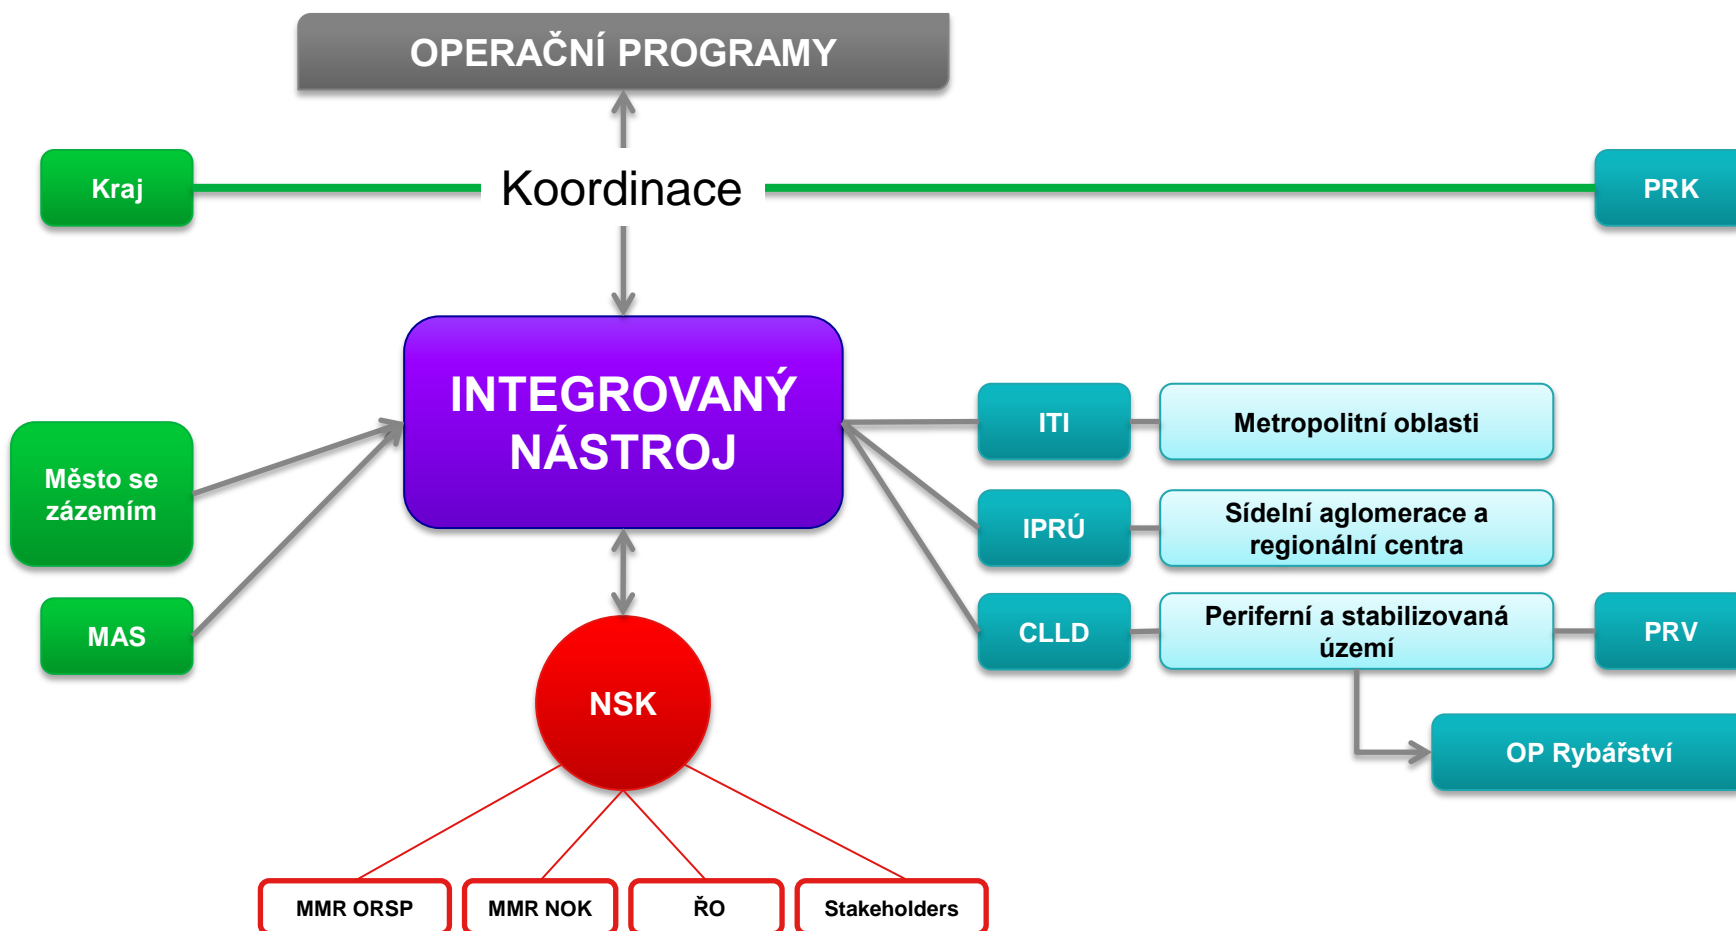 OPERAČNÍ PROGRAMY
Kraj
Koordinace
PRK
INTEGROVANÝ
NÁSTROJ
ITI
Metropolitní oblasti
Město se
zázemím
IPRÚ
Sídelní aglomerace a
regionální centra
MAS
CLLD
Periferní a stabilizovaná
území
PRV
NSK
OP Rybářství
MMR ORSP
MMR NOK
ŘO
Stakeholders